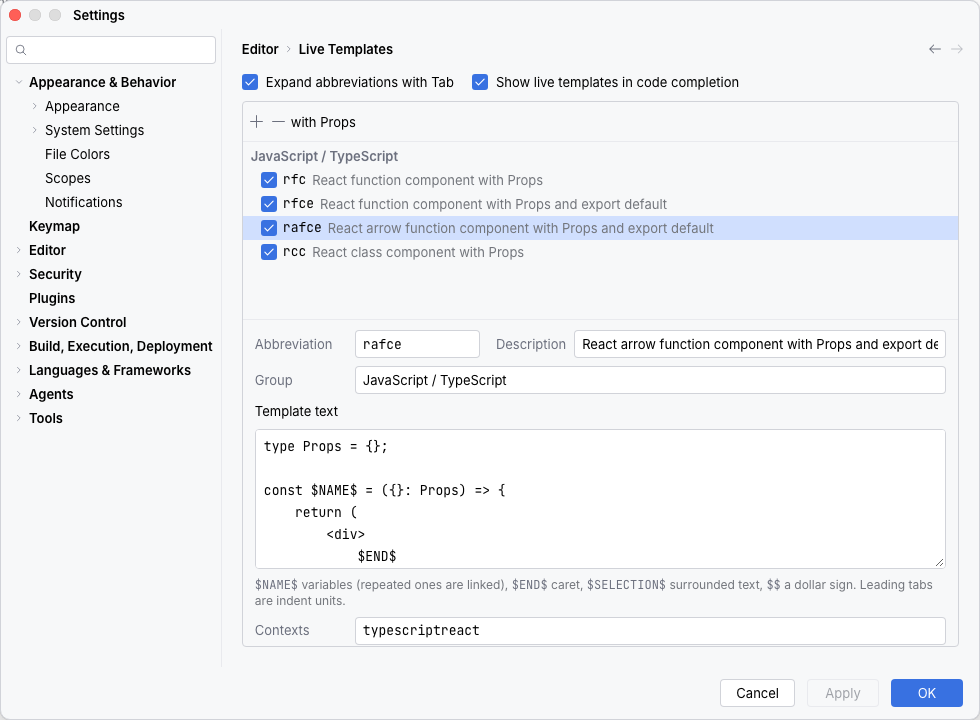 Settings
Editor › Live Templates
Expand abbreviations with Tab
Show live templates in code completion
Appearance & Behavior
Appearance
System Settings
File Colors
Scopes
Notifications
Keymap
Editor
Security
Plugins
Version Control
Build, Execution, Deployment
Languages & Frameworks
Agents
Tools
with Props
JavaScript / TypeScript
rfc React function component with Props
rfce React function component with Props and export default
rafce React arrow function component with Props and export default
rcc React class component with Props
Abbreviation rafce Description React arrow function component with Props and export de
Group JavaScript / TypeScript
Template text
type Props = {};
const $NAME$ = ({}: Props) => {
return (
<div>
$END$
$NAME$ variables (repeated ones are linked), $END$ caret, $SELECTION$ surrounded text, $$ a dollar sign. Leading tabs
are indent units.
Contexts typescriptreact
Cancel Apply OK